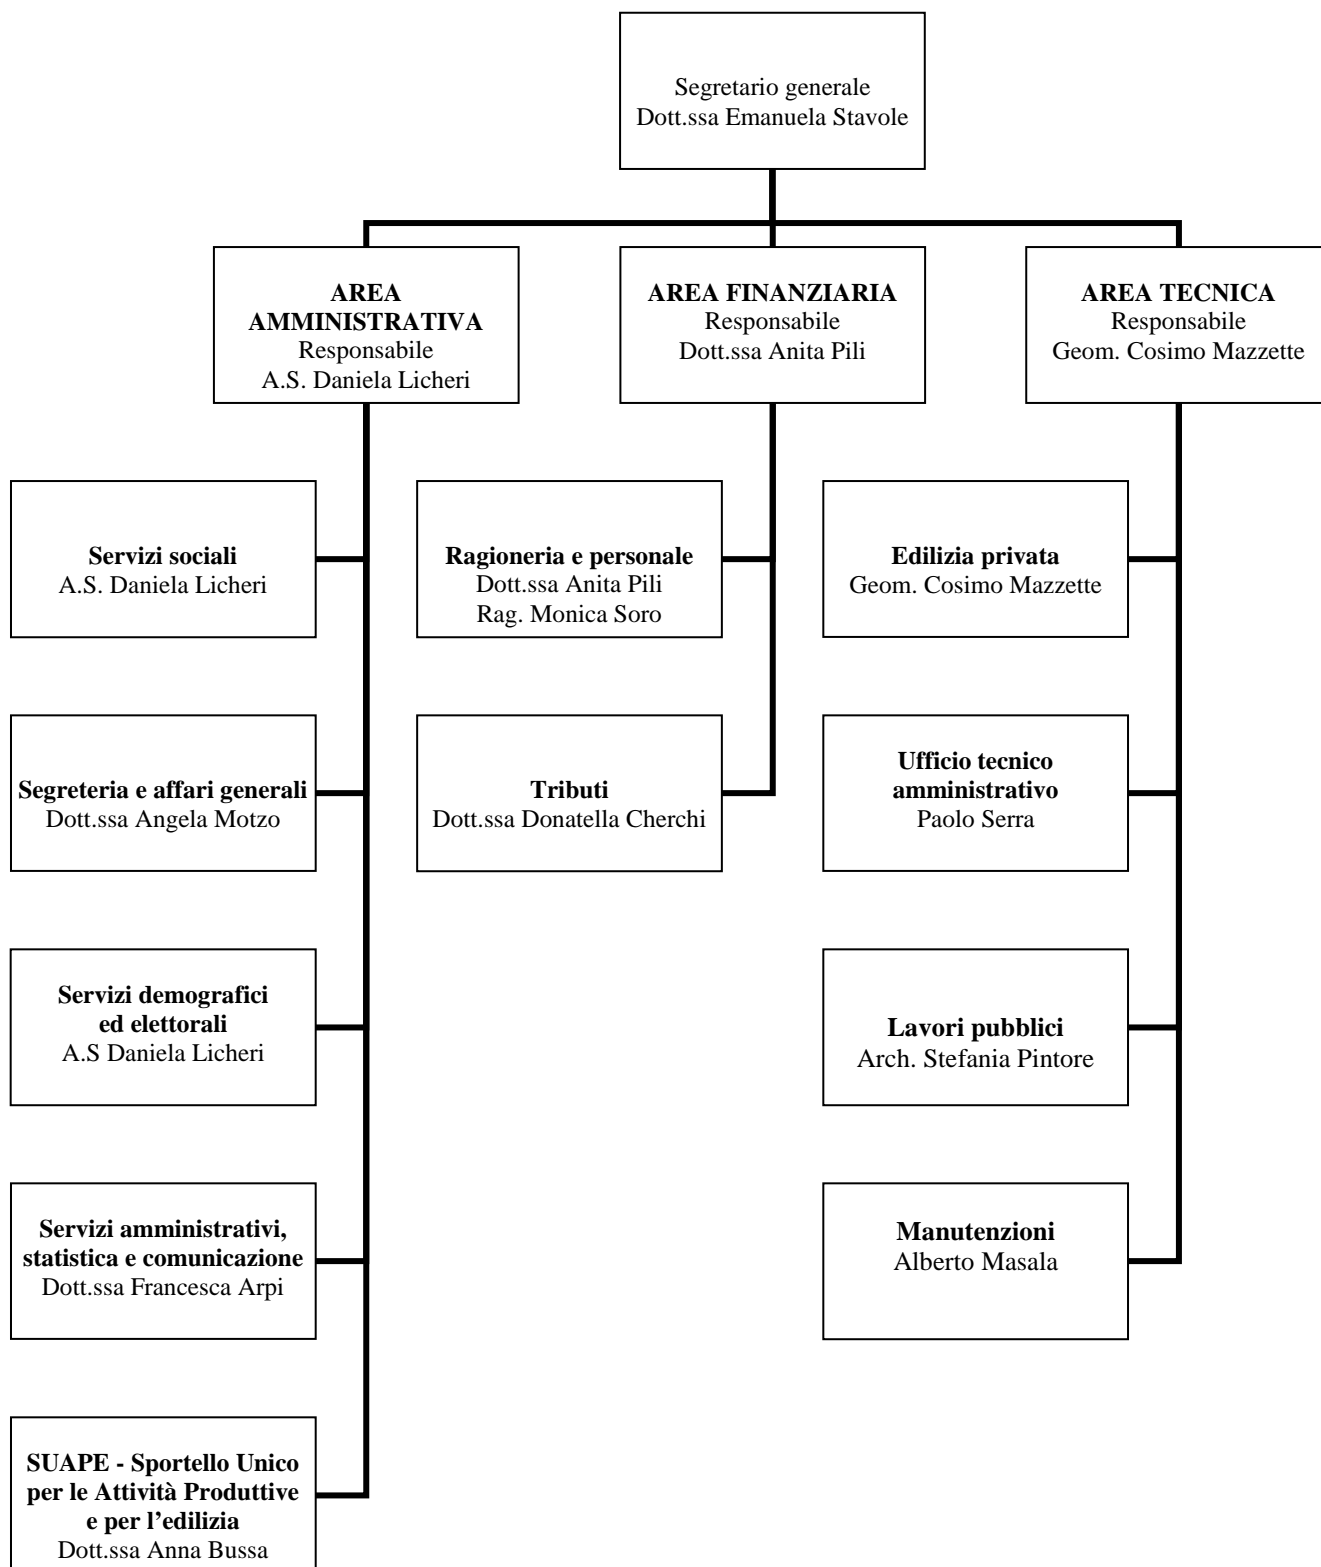 Segretario generale
Dott.ssa Emanuela Stavole
AREA
AMMINISTRATIVA
Responsabile
A.S. Daniela Licheri
AREA FINANZIARIA
Responsabile
Dott.ssa Anita Pili
AREA TECNICA
Responsabile
Geom. Cosimo Mazzette
Servizi sociali
A.S. Daniela Licheri
Ragioneria e personale
Dott.ssa Anita Pili
Rag. Monica Soro
Edilizia privata
Geom. Cosimo Mazzette
Segreteria e affari generali
Dott.ssa Angela Motzo
Tributi
Dott.ssa Donatella Cherchi
Ufficio tecnico
amministrativo
Paolo Serra
Servizi demografici
ed elettorali
A.S Daniela Licheri
Lavori pubblici
Arch. Stefania Pintore
Servizi amministrativi,
statistica e comunicazione
Dott.ssa Francesca Arpi
Manutenzioni
Alberto Masala
SUAPE - Sportello Unico
per le Attività Produttive
e per l’edilizia
Dott.ssa Anna Bussa